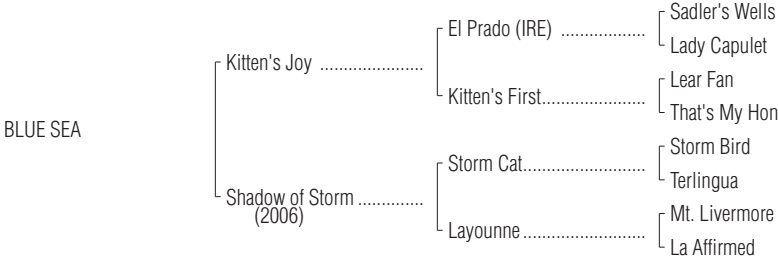 Sadler's Wells
El Prado (IRE) ..................
Lady Capulet
Kitten's Joy ......................
Lear Fan
Kitten's First......................
That's My Hon
BLUE SEA
Storm Bird
Storm Cat..........................
Terlingua
Shadow of Storm ..............
(2006)
Mt. Livermore
Layounne..........................
La Affirmed